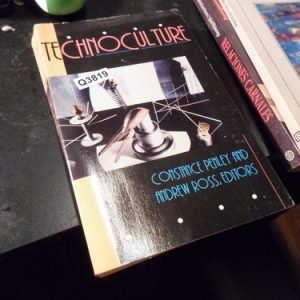 TECHNOCULTURE
Q3819
CONSTANCE PENLEY AND
ANDREW ROSS, EDITORS
RELACIONES CARNALES